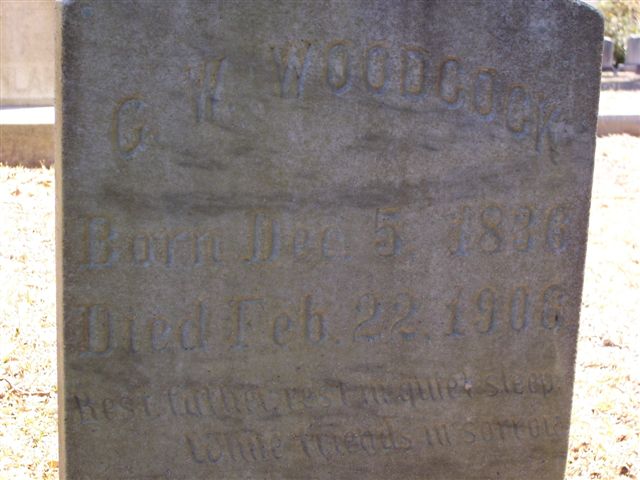 G. W. WOODCOCK
Born Dec. 5, 1836
Died Feb. 22, 1906
Rest, father, rest in quiet sleep,
While friends in sorrow